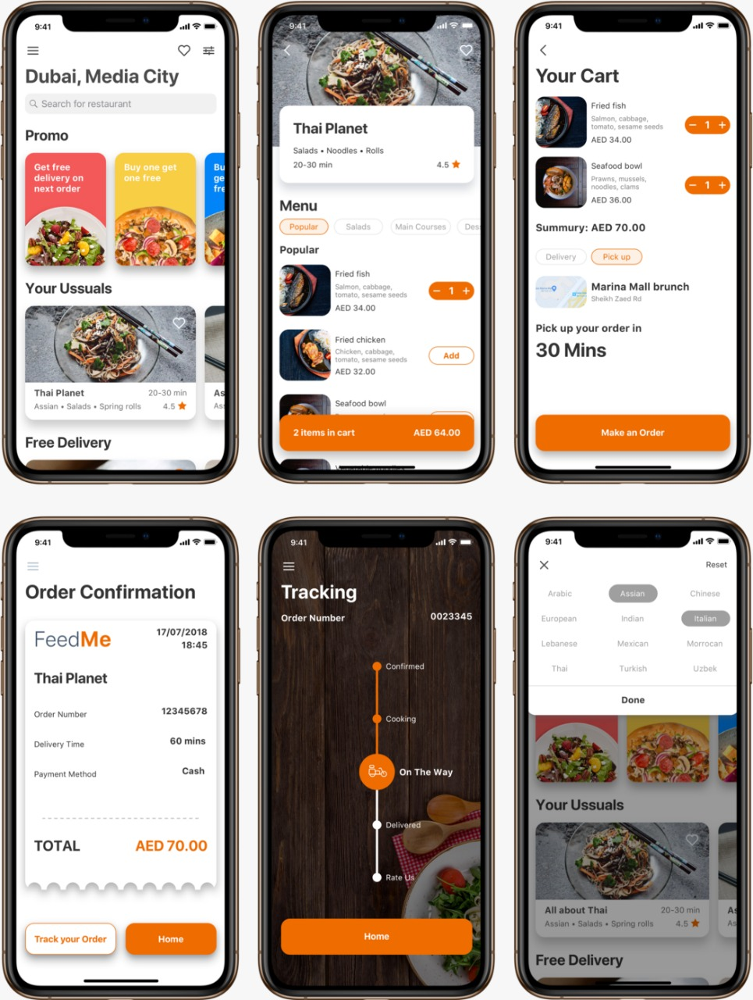 9:41
Dubai, Media City
Search for restaurant
Promo
Get free
delivery on
next order
Buy one get
one free
Bu
ge
fre
Your Ussuals
Thai Planet
20-30 min
Assian • Salads • Spring rolls
4.5
As
Ass
Free Delivery
9:41
Thai Planet
Salads • Noodles • Rolls
20-30 min
4.5
Menu
Popular
Salads
Main Courses
Des
Popular
Fried fish
Salmon, cabbage,
tomato, sesame seeds
AED 34.00
− 1 +
Fried chicken
Chicken, cabbage,
tomato, sesame seeds
AED 32.00
Add
Seafood bowl
2 items in cart
AED 64.00
9:41
Your Cart
Fried fish
Salmon, cabbage,
tomato, sesame seeds
AED 34.00
− 1 +
Seafood bowl
Prawns, mussels,
noodles, clams
AED 36.00
− 1 +
Summury: AED 70.00
Delivery
Pick up
Marina Mall brunch
Sheikh Zaed Rd
Pick up your order in
30 Mins
Make an Order
9:41
Order Confirmation
FeedMe
17/07/2018
18:45
Thai Planet
Order Number
12345678
Delivery Time
60 mins
Payment Method
Cash
TOTAL
AED 70.00
Track your Order
Home
9:41
Tracking
Order Number
0023345
Confirmed
Cooking
On The Way
Delivered
Rate Us
Home
9:41
Reset
Arabic
Assian
Chinese
European
Indian
Italian
Lebanese
Mexican
Morrocan
Thai
Turkish
Uzbek
Done
Your Ussuals
All about Thai
20-30 min
Assian • Salads • Spring rolls
4.5
As
Ass
Free Delivery